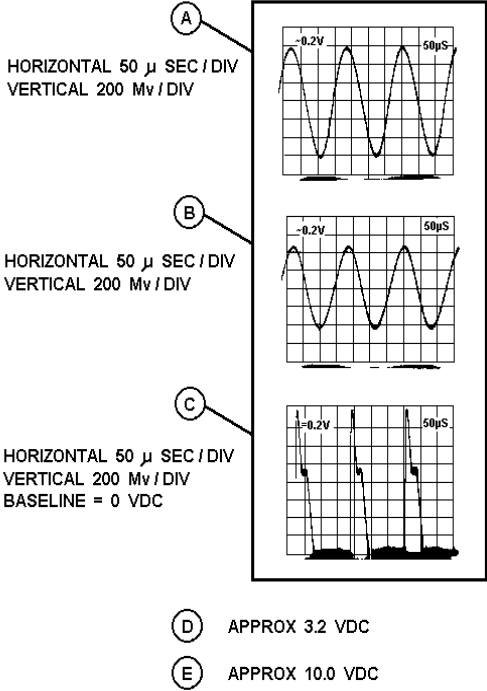 A
~0.2V 50µS
HORIZONTAL 50 µ SEC / DIV
VERTICAL 200 Mv / DIV
B
~0.2V 50µS
HORIZONTAL 50 µ SEC / DIV
VERTICAL 200 Mv / DIV
C
=0.2V 50µS
HORIZONTAL 50 µ SEC / DIV
VERTICAL 200 Mv / DIV
BASELINE = 0 VDC
D APPROX 3.2 VDC
E APPROX 10.0 VDC